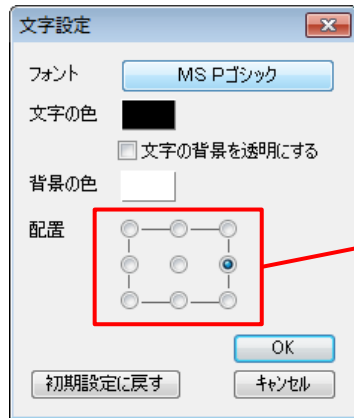 文字設定
フォント
MS Pゴシック
文字の色
文字の背景を透明にする
背景の色
配置
OK
初期設定に戻す
キャンセル